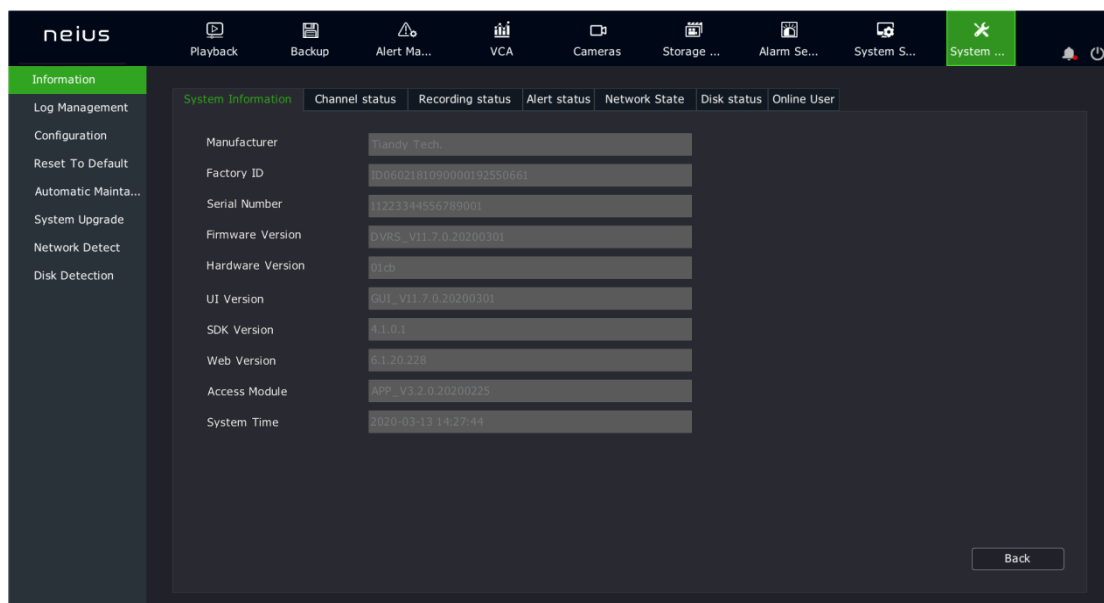 neius
Playback Backup Alert Ma... VCA Cameras Storage ... Alarm Se... System S... System ...
Information
Log Management
Configuration
Reset To Default
Automatic Mainta...
System Upgrade
Network Detect
Disk Detection
System Information Channel status Recording status Alert status Network State Disk status Online User
Manufacturer Tiandy Tech.
Factory ID ID0602181090000192550661
Serial Number 11223344556789001
Firmware Version DVRS_V11.7.0.20200301
Hardware Version 01cb
UI Version GUI_V11.7.0.20200301
SDK Version 4.1.0.1
Web Version 6.1.20.228
Access Module APP_V3.2.0.20200225
System Time 2020-03-13 14:27:44
Back